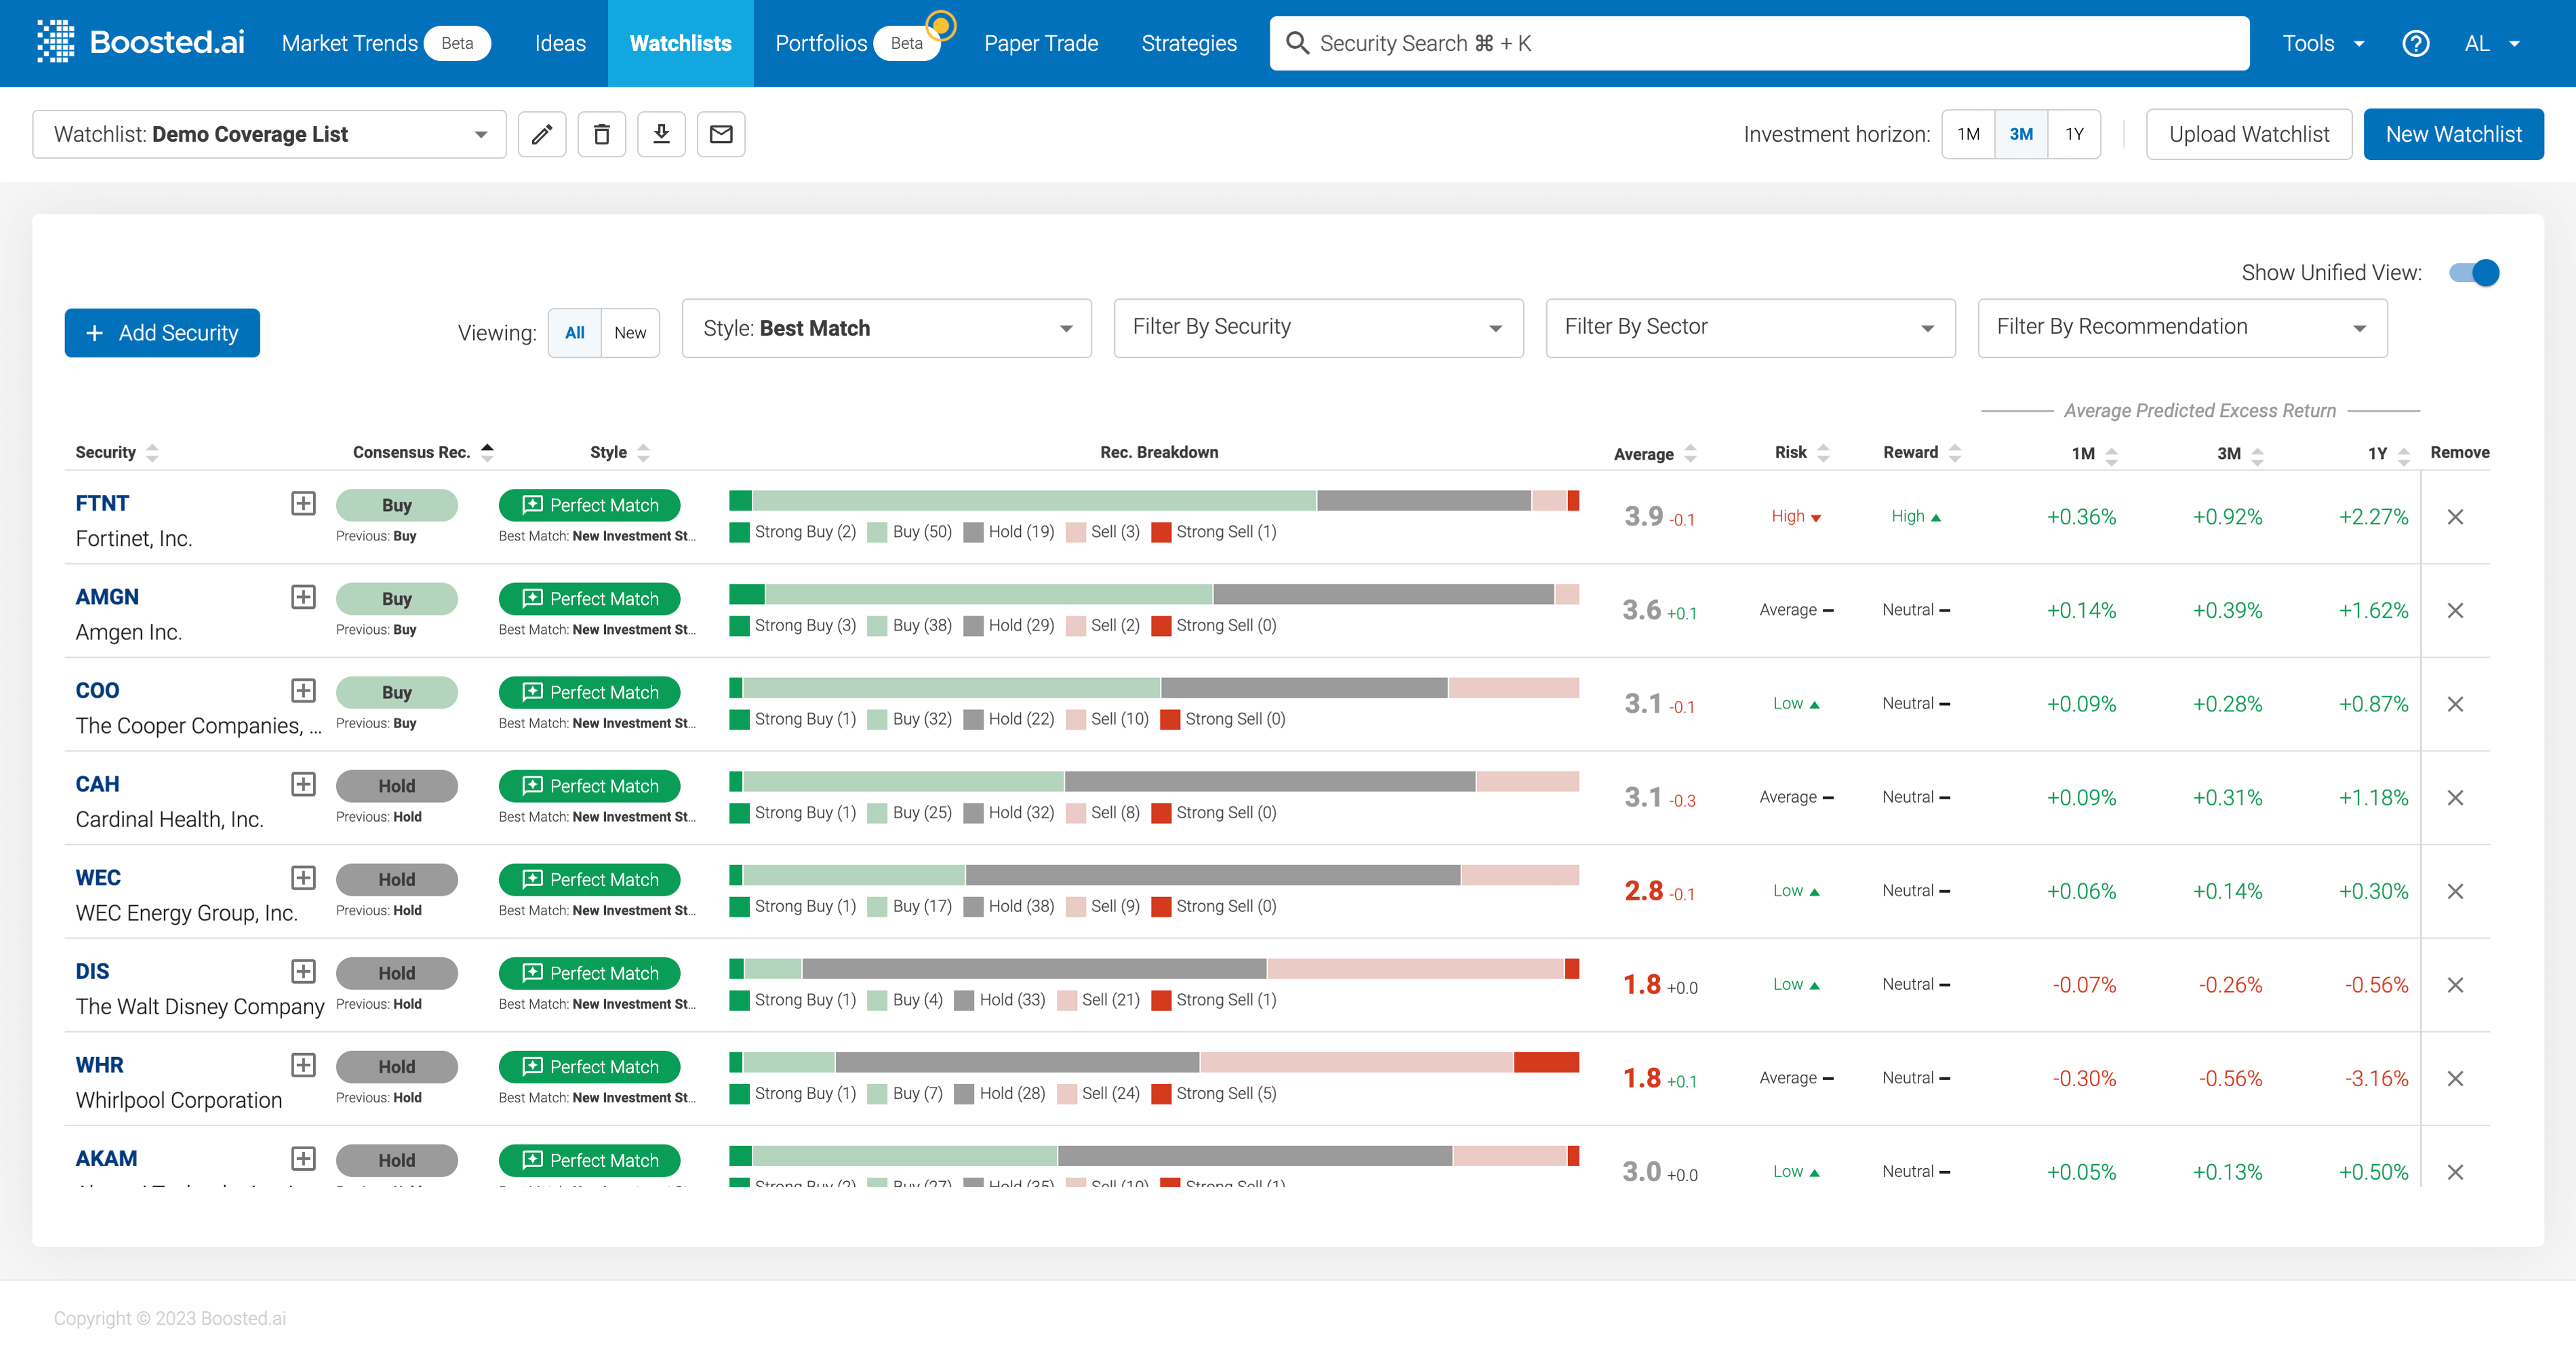 Boosted.ai Market Trends Beta Ideas Watchlists Portfolios Beta Paper Trade Strategies Security Search ⌘ + K Tools AL
Watchlist: Demo Coverage List Investment horizon: 1M 3M 1Y Upload Watchlist New Watchlist
Show Unified View:
+ Add Security Viewing: All New Style: Best Match Filter By Security Filter By Sector Filter By Recommendation
Average Predicted Excess Return
Security Consensus Rec. Style Rec. Breakdown Average Risk Reward 1M 3M 1Y Remove
FTNT Buy Perfect Match
3.9 -0.1 High High +0.36% +0.92% +2.27%
Fortinet, Inc. Previous: Buy Best Match: New Investment St... Strong Buy (2) Buy (50) Hold (19) Sell (3) Strong Sell (1)
AMGN Buy Perfect Match
3.6 +0.1 Average Neutral +0.14% +0.39% +1.62%
Amgen Inc. Previous: Buy Best Match: New Investment St... Strong Buy (3) Buy (38) Hold (29) Sell (2) Strong Sell (0)
COO Buy Perfect Match
3.1 -0.1 Low Neutral +0.09% +0.28% +0.87%
The Cooper Companies, ... Previous: Buy Best Match: New Investment St... Strong Buy (1) Buy (32) Hold (22) Sell (10) Strong Sell (0)
CAH Hold Perfect Match
3.1 -0.3 Average Neutral +0.09% +0.31% +1.18%
Cardinal Health, Inc. Previous: Hold Best Match: New Investment St... Strong Buy (1) Buy (25) Hold (32) Sell (8) Strong Sell (0)
WEC Hold Perfect Match
2.8 -0.1 Low Neutral +0.06% +0.14% +0.30%
WEC Energy Group, Inc. Previous: Hold Best Match: New Investment St... Strong Buy (1) Buy (17) Hold (38) Sell (9) Strong Sell (0)
DIS Hold Perfect Match
1.8 +0.0 Low Neutral -0.07% -0.26% -0.56%
The Walt Disney Company Previous: Hold Best Match: New Investment St... Strong Buy (1) Buy (4) Hold (33) Sell (21) Strong Sell (1)
WHR Hold Perfect Match
1.8 +0.1 Average Neutral -0.30% -0.56% -3.16%
Whirlpool Corporation Previous: Hold Best Match: New Investment St... Strong Buy (1) Buy (7) Hold (28) Sell (24) Strong Sell (5)
AKAM Hold Perfect Match
3.0 +0.0 Low Neutral +0.05% +0.13% +0.50%
Strong Buy (2) Buy (27) Hold (35) Sell (10) Strong Sell (1)
Copyright © 2023 Boosted.ai